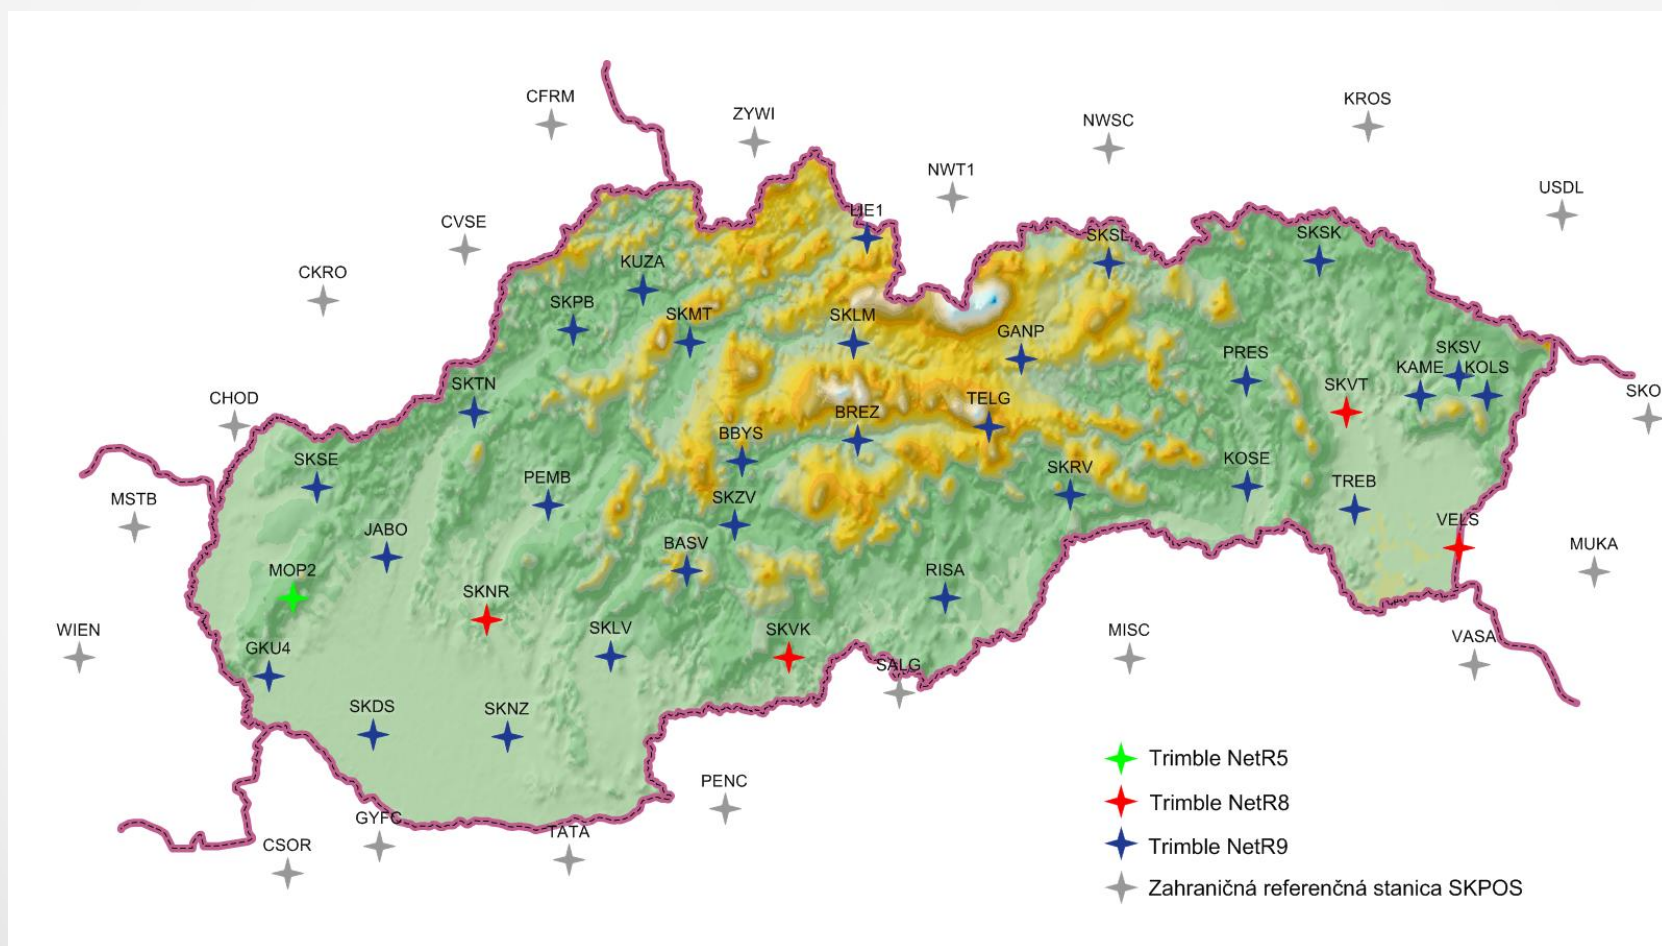 CFRM
KROS
ZYWI
NWSC
NWT1
USDL
LIE1
CVSE
SKSL
SKSK
KUZA
CKRO
SKPB
SKMT
SKLM
GANP
SKSV
PRES
KAME
KOLS
SKTN
SKVT
SKO
CHOD
TELG
BREZ
BBYS
SKSE
KOSE
SKRV
PEMB
TREB
MSTB
SKZV
VELS
JABO
BASV
MUKA
MOP2
RISA
SKNR
WIEN
SKLV
SKVK
MISC
VASA
GKU4
SALG
SKDS
SKNZ
Trimble NetR5
PENC
Trimble NetR8
GYFC
TATA
CSOR
Trimble NetR9
Zahraničná referenčná stanica SKPOS